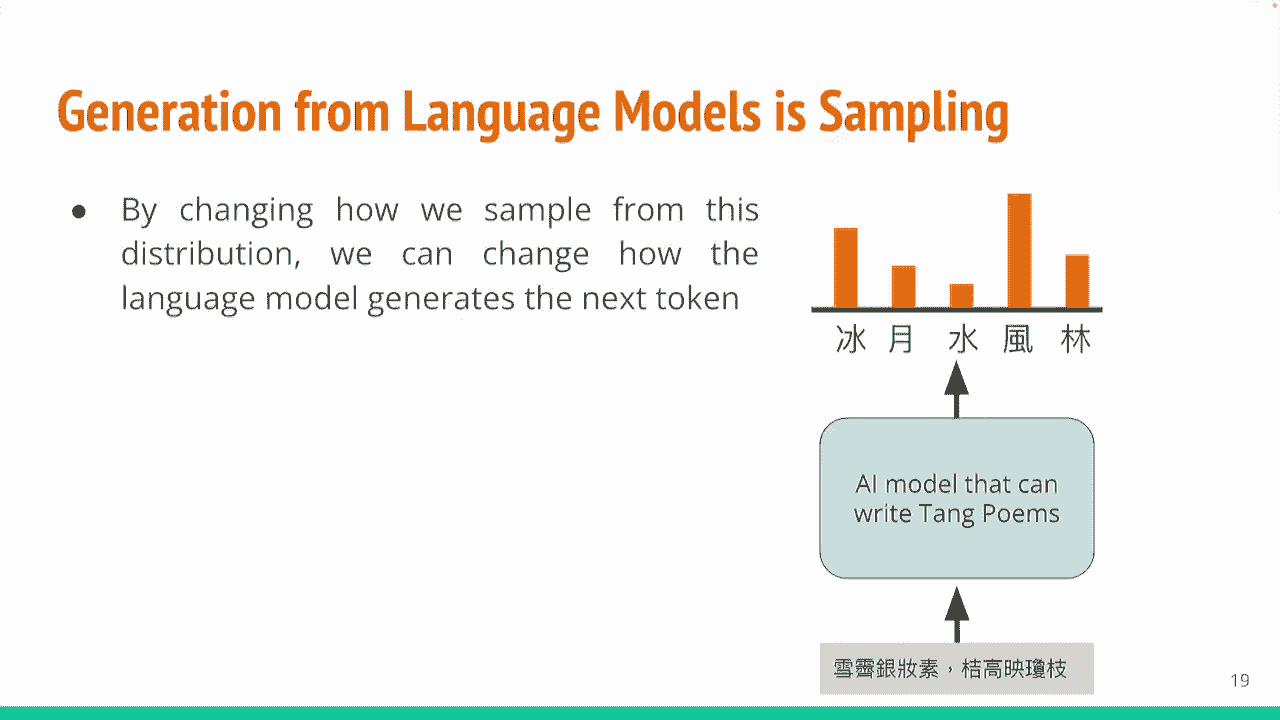 Generation from Language Models is Sampling
● By changing how we sample from this
distribution, we can change how the
language model generates the next token
冰 月 水 風 林
AI model that can
write Tang Poems
雪霽銀妝素，桔高映瓊枝
19